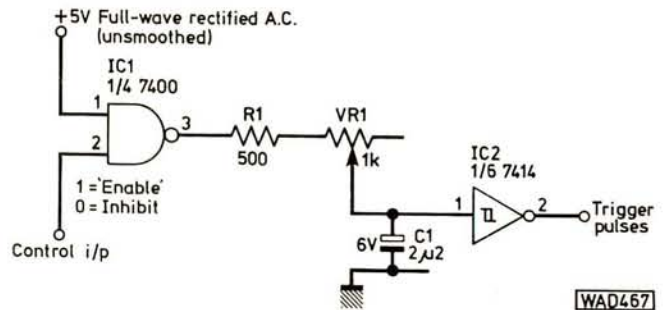 +5V Full-wave rectified A.C.
(unsmoothed)
IC1
1/4 7400
1
2
3
R1
500
VR1
1k
IC2
1/6 7414
1
2
Trigger
pulses
1 = 'Enable'
0 = Inhibit
Control i/p
6V
C1
2µ2
WAD467